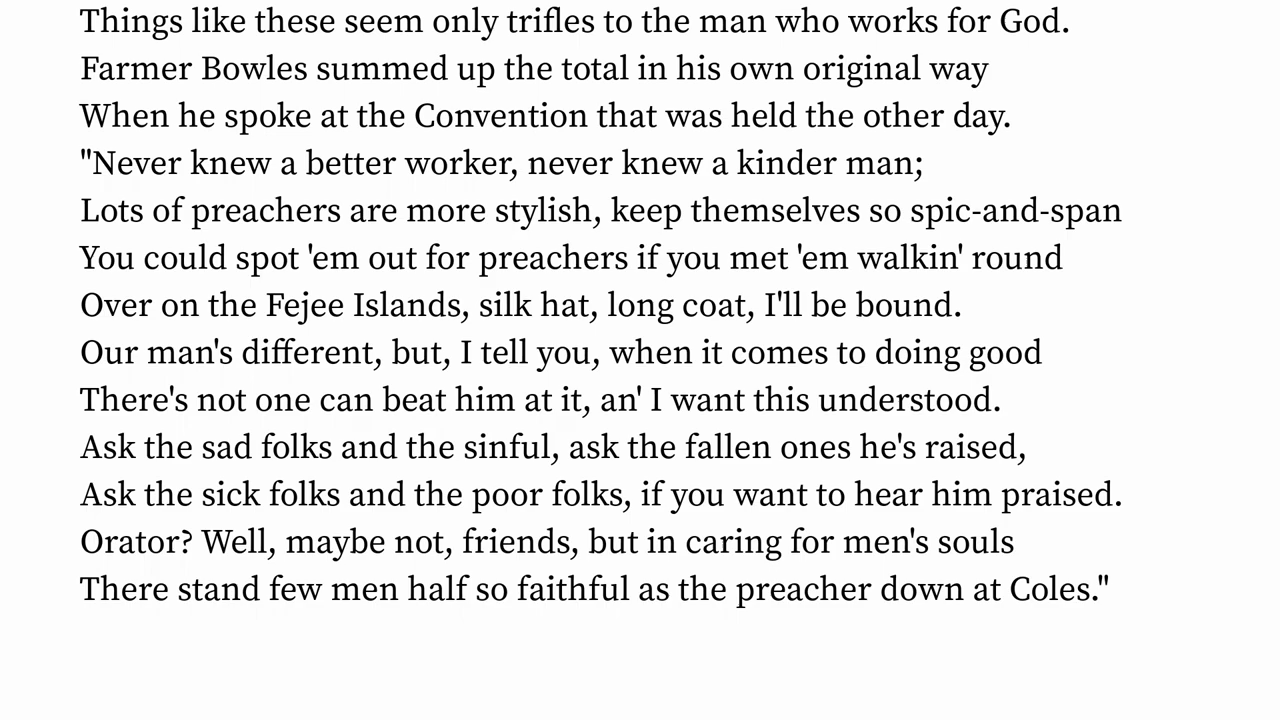 Things like these seem only trifles to the man who works for God.
Farmer Bowles summed up the total in his own original way
When he spoke at the Convention that was held the other day.
"Never knew a better worker, never knew a kinder man;
Lots of preachers are more stylish, keep themselves so spic-and-span
You could spot 'em out for preachers if you met 'em walkin' round
Over on the Fejee Islands, silk hat, long coat, I'll be bound.
Our man's different, but, I tell you, when it comes to doing good
There's not one can beat him at it, an' I want this understood.
Ask the sad folks and the sinful, ask the fallen ones he's raised,
Ask the sick folks and the poor folks, if you want to hear him praised.
Orator? Well, maybe not, friends, but in caring for men's souls
There stand few men half so faithful as the preacher down at Coles."